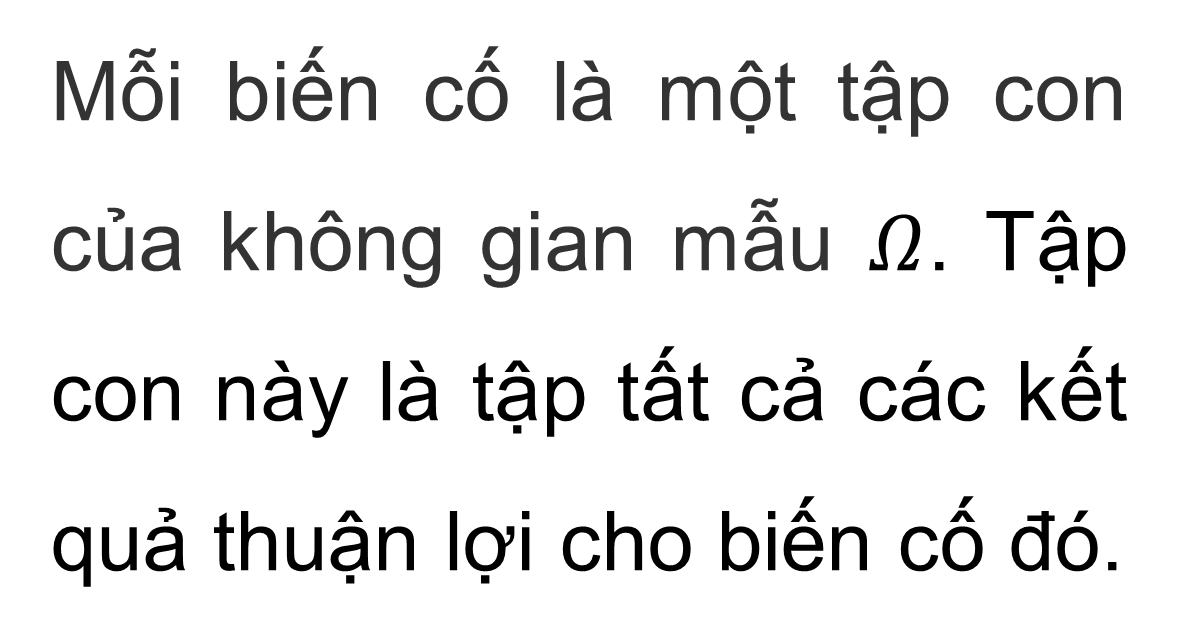 Mỗi biến cố là một tập con
của không gian mẫu Ω. Tập
con này là tập tất cả các kết
quả thuận lợi cho biến cố đó.